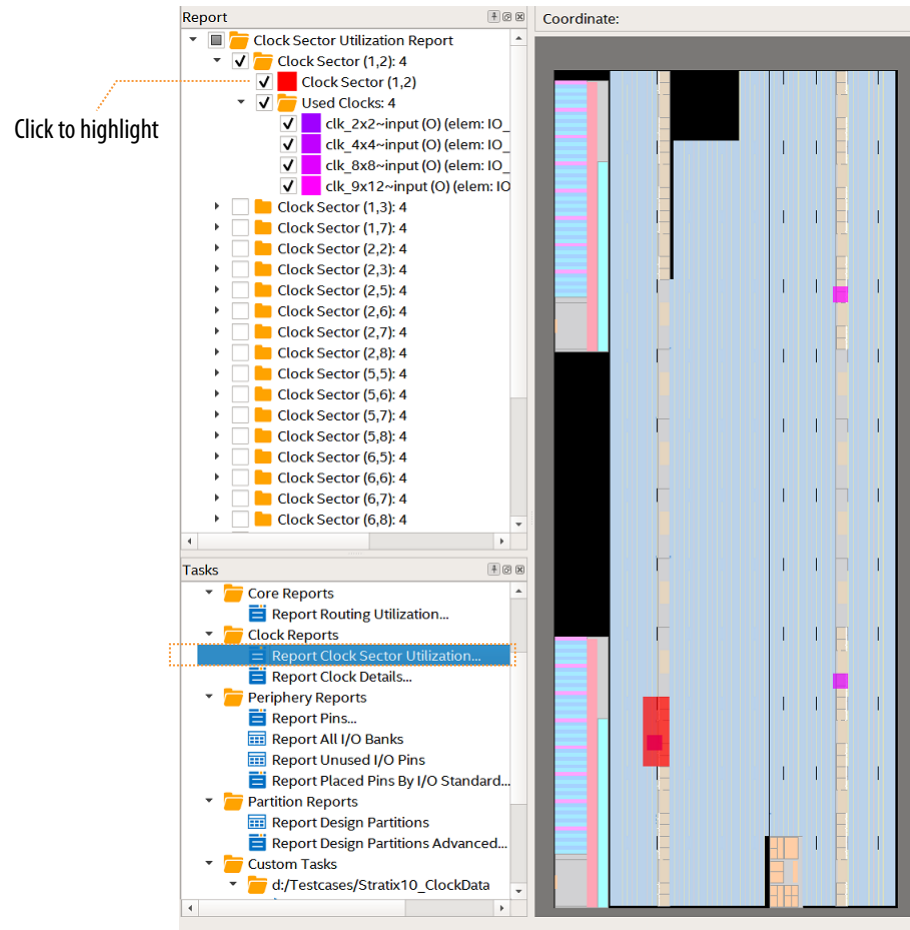 Report
Coordinate:
Clock Sector Utilization Report
Clock Sector (1,2): 4
Clock Sector (1,2)
Click to highlight
Used Clocks: 4
clk_2x2~input (O) (elem: IO_
clk_4x4~input (O) (elem: IO_
clk_8x8~input (O) (elem: IO_
clk_9x12~input (O) (elem: IO
Clock Sector (1,3): 4
Clock Sector (1,7): 4
Clock Sector (2,2): 4
Clock Sector (2,3): 4
Clock Sector (2,5): 4
Clock Sector (2,6): 4
Clock Sector (2,7): 4
Clock Sector (2,8): 4
Clock Sector (5,5): 4
Clock Sector (5,6): 4
Clock Sector (5,7): 4
Clock Sector (5,8): 4
Clock Sector (6,5): 4
Clock Sector (6,6): 4
Clock Sector (6,7): 4
Clock Sector (6,8): 4
Tasks
Core Reports
Report Routing Utilization...
Clock Reports
Report Clock Sector Utilization...
Report Clock Details...
Periphery Reports
Report Pins...
Report All I/O Banks
Report Unused I/O Pins
Report Placed Pins By I/O Standard...
Partition Reports
Report Design Partitions
Report Design Partitions Advanced...
Custom Tasks
d:/Testcases/Stratix10_ClockData